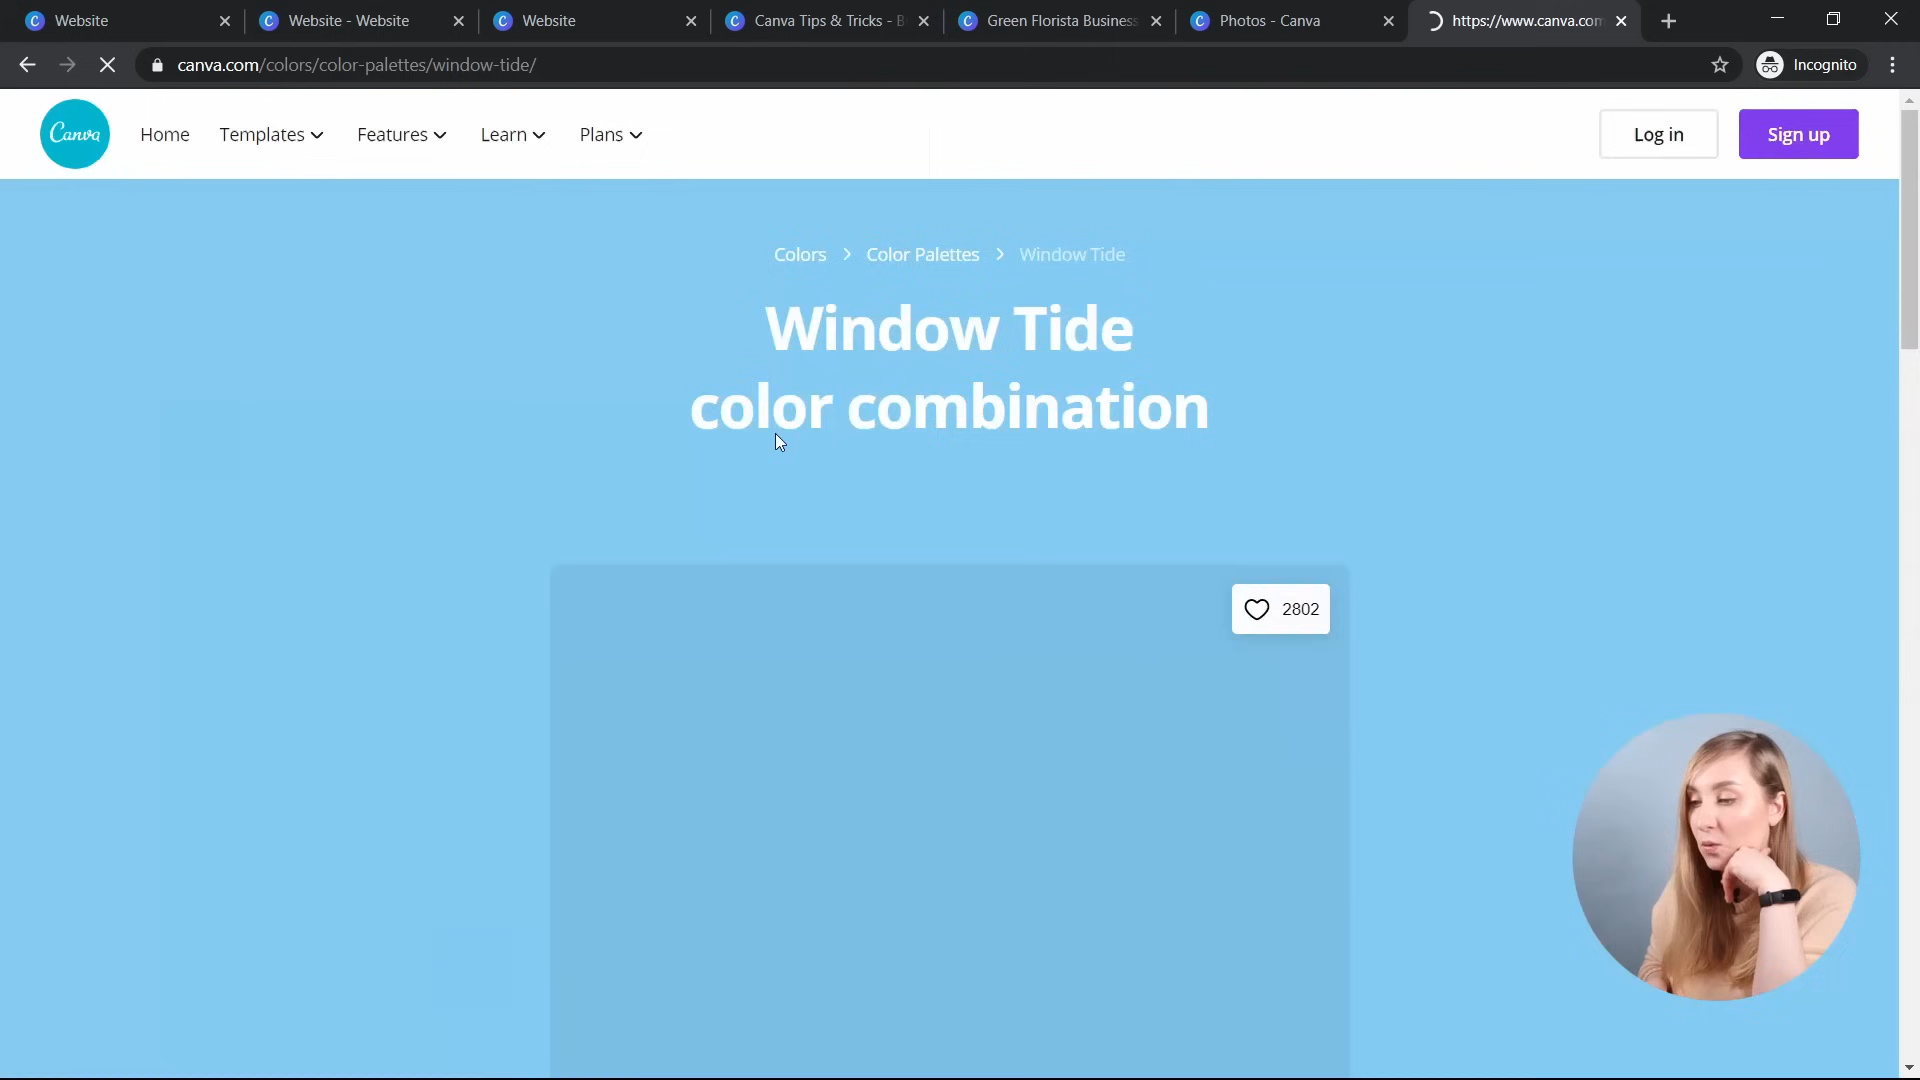 Website
Website - Website
Website
Canva Tips & Tricks - B
Green Florista Business
Photos - Canva
https://www.canva.com
canva.com/colors/color-palettes/window-tide/
Incognito
Canva
Home
Templates
Features
Learn
Plans
Log in
Sign up
Colors > Color Palettes > Window Tide
Window Tide
color combination
2802